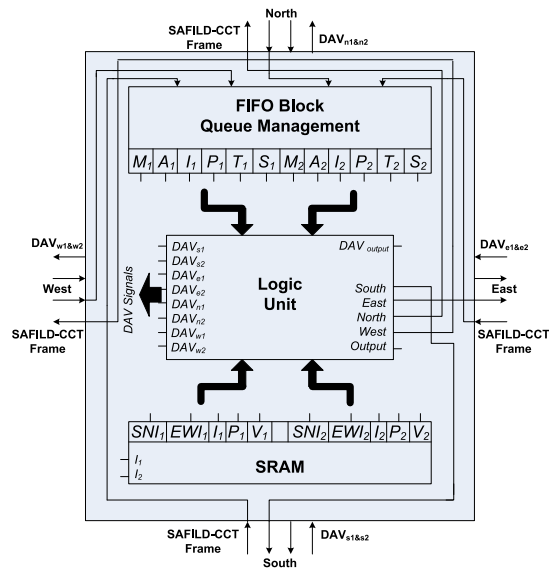 North
SAFILD-CCT
Frame
DAVn1&n2
FIFO Block
Queue Management
M1 A1 I1 P1 T1 S1 M2 A2 I2 P2 T2 S2
DAVw1&w2
West
SAFILD-CCT
Frame
DAV Signals
DAVs1
DAVs2
DAVe1
DAVe2
DAVn1
DAVn2
DAVw1
DAVw2
Logic
Unit
DAV output
South
East
North
West
Output
DAVe1&e2
East
SAFILD-CCT
Frame
SNI1 EWI1 I1 P1 V1 SNI2 EWI2 I2 P2 V2
I1
I2
SRAM
SAFILD-CCT
Frame
DAVs1&s2
South